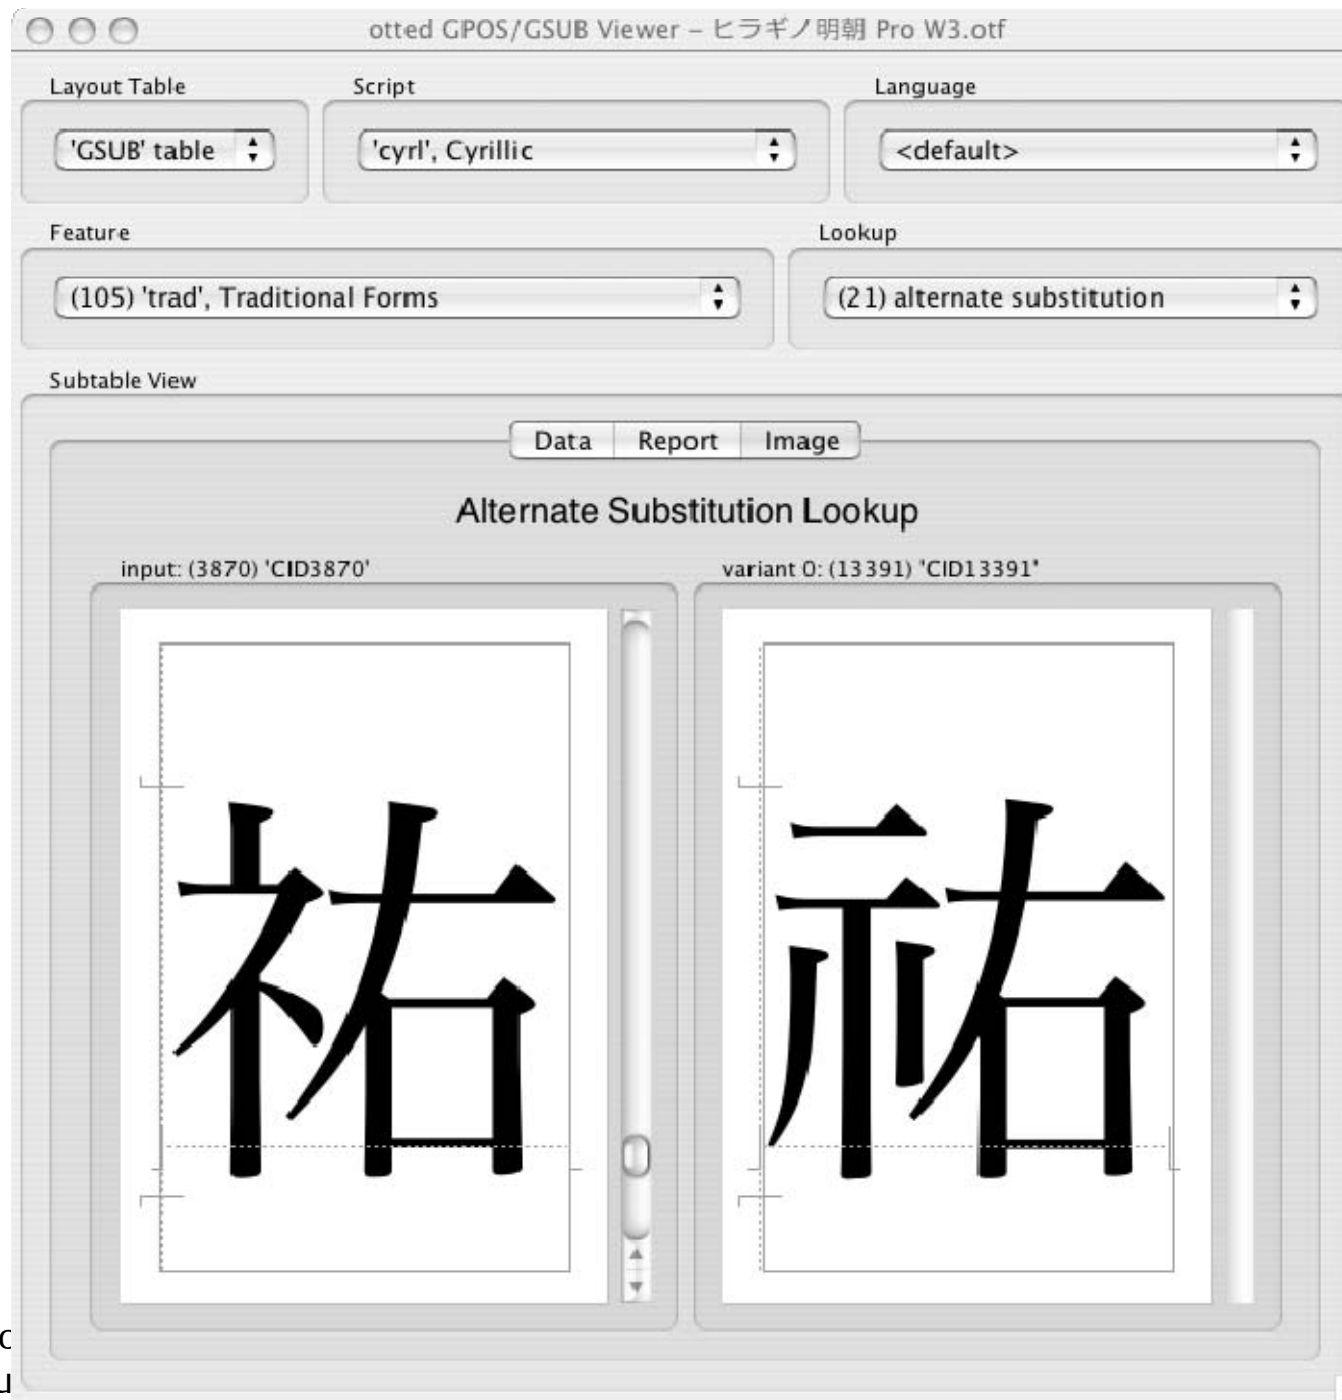 otted GPOS/GSUB Viewer – ヒラギノ明朝 Pro W3.otf
Layout Table Script Language
'GSUB' table 'cyrl', Cyrillic <default>
Feature Lookup
(105) 'trad', Traditional Forms (21) alternate substitution
Subtable View
Data Report Image
Alternate Substitution Lookup
input: (3870) 'CID3870' variant 0: (13391) "CID13391"
祐 祐